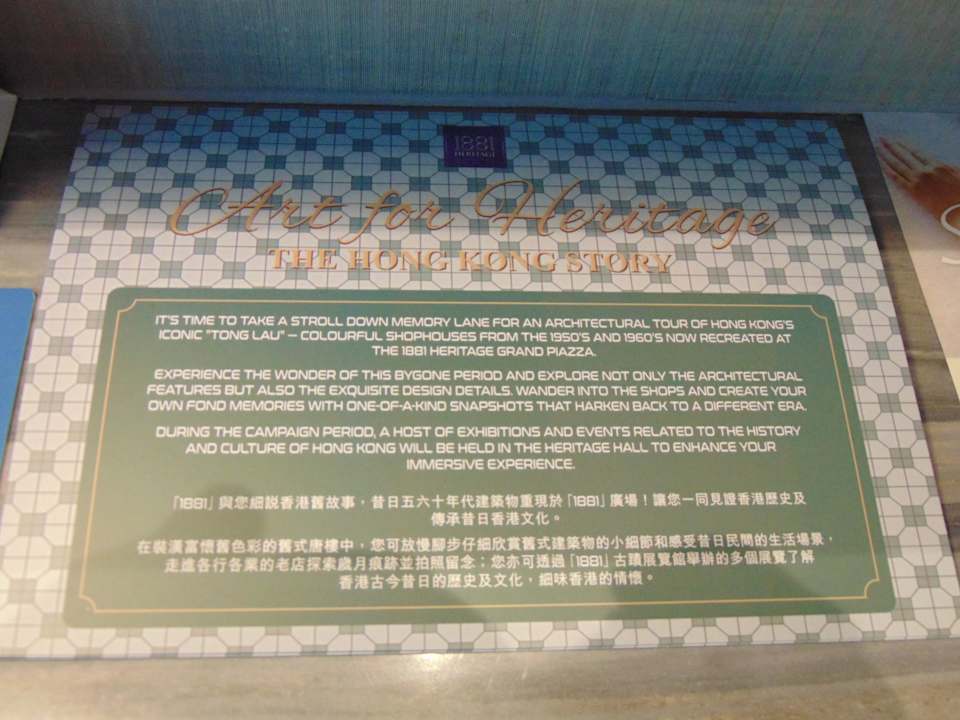 1881
HERITAGE
Art for Heritage
THE HONG KONG STORY
IT'S TIME TO TAKE A STROLL DOWN MEMORY LANE FOR AN ARCHITECTURAL TOUR OF HONG KONG'S
ICONIC "TONG LAU" – COLOURFUL SHOPHOUSES FROM THE 1950'S AND 1960'S NOW RECREATED AT
THE 1881 HERITAGE GRAND PIAZZA.
EXPERIENCE THE WONDER OF THIS BYGONE PERIOD AND EXPLORE NOT ONLY THE ARCHITECTURAL
FEATURES BUT ALSO THE EXQUISITE DESIGN DETAILS. WANDER INTO THE SHOPS AND CREATE YOUR
OWN FOND MEMORIES WITH ONE-OF-A-KIND SNAPSHOTS THAT HARKEN BACK TO A DIFFERENT ERA.
DURING THE CAMPAIGN PERIOD, A HOST OF EXHIBITIONS AND EVENTS RELATED TO THE HISTORY
AND CULTURE OF HONG KONG WILL BE HELD IN THE HERITAGE HALL TO ENHANCE YOUR
IMMERSIVE EXPERIENCE.
「1881」與您細説香港舊故事，昔日五六十年代建築物重現於「1881」廣場！讓您一同見證香港歷史及
傳承昔日香港文化。
在裝潢富懷舊色彩的舊式唐樓中，您可放慢腳步仔細欣賞舊式建築物的小細節和感受昔日民間的生活場景，
走進各行各業的老店探索歲月痕跡並拍照留念；您亦可透過「1881」古蹟展覽館舉辦的多個展覽了解
香港古今昔日的歷史及文化，細味香港的情懷。